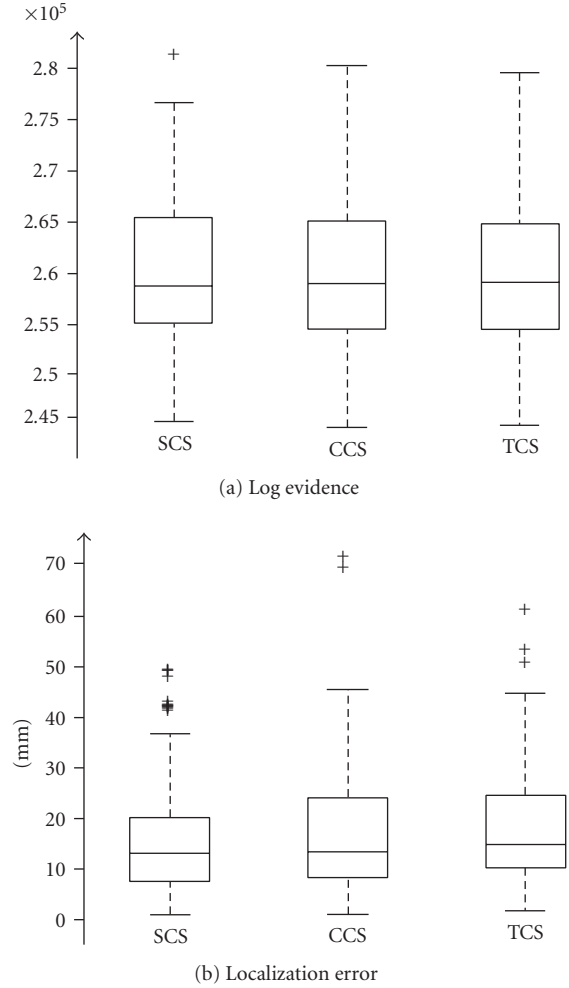 ×10⁵
2.8
2.75
2.7
2.65
2.6
2.55
2.5
2.45
SCS
CCS
TCS
(a) Log evidence
70
60
50
40
(mm)
20
10
0
SCS
CCS
TCS
(b) Localization error